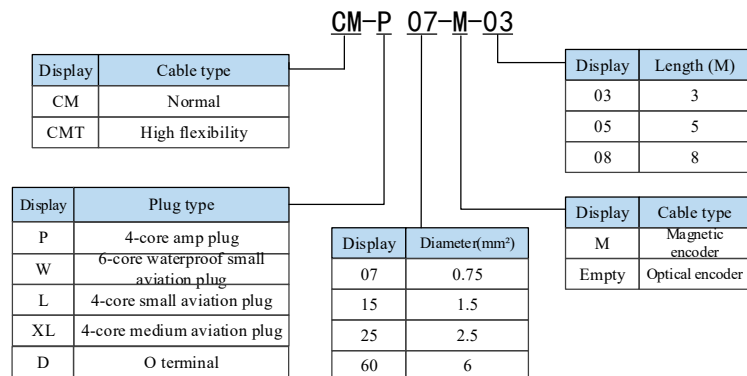 CM-P 07-M-03
Display Cable type
CM Normal
CMT High flexibility
Display Length (M)
03 3
05 5
08 8
Display Plug type
P 4-core amp plug
W 6-core waterproof small
aviation plug
L 4-core small aviation plug
XL 4-core medium aviation plug
D O terminal
Display Diameter(mm²)
07 0.75
15 1.5
25 2.5
60 6
Display Cable type
M Magnetic
encoder
Empty Optical encoder